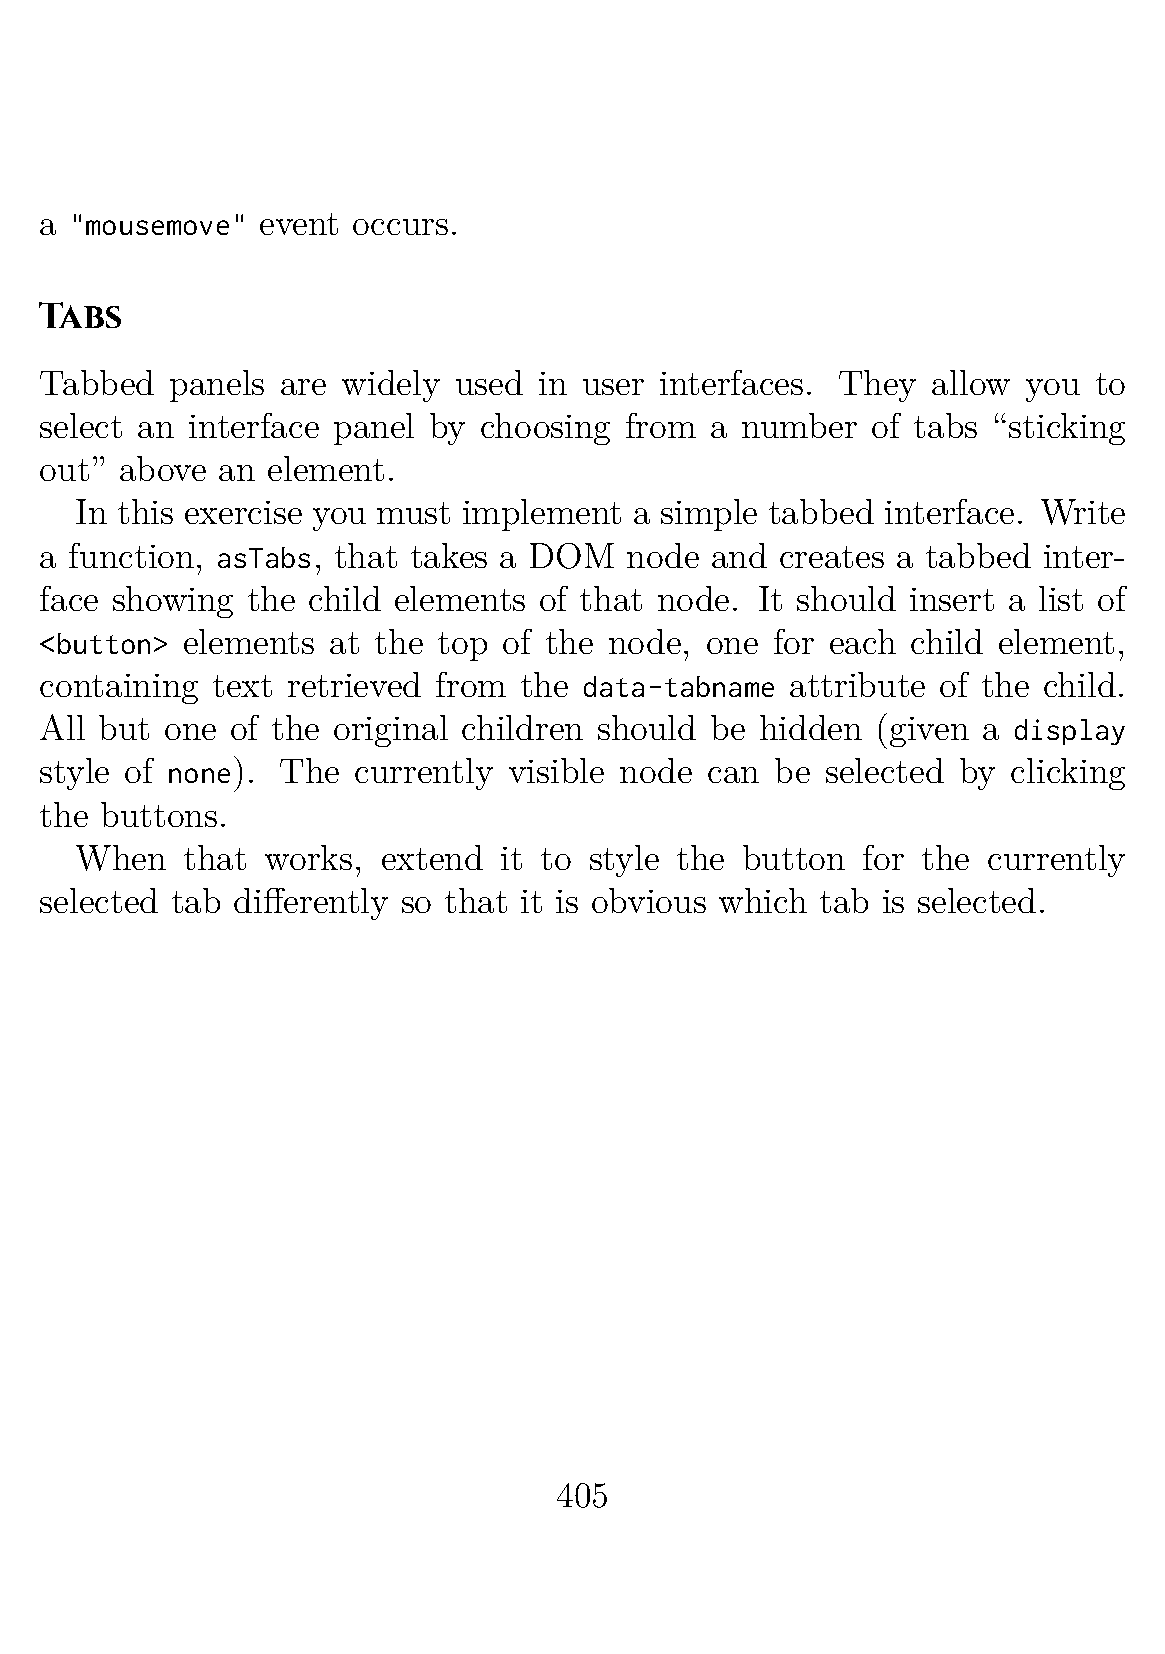 a "mousemove" event occurs.
Tabs
Tabbed panels are widely used in user interfaces. They allow you to
select an interface panel by choosing from a number of tabs “sticking
out” above an element.
In this exercise you must implement a simple tabbed interface. Write
a function, asTabs, that takes a DOM node and creates a tabbed inter-
face showing the child elements of that node. It should insert a list of
<button> elements at the top of the node, one for each child element,
containing text retrieved from the data-tabname attribute of the child.
All but one of the original children should be hidden (given a display
style of none). The currently visible node can be selected by clicking
the buttons.
When that works, extend it to style the button for the currently
selected tab differently so that it is obvious which tab is selected.
405